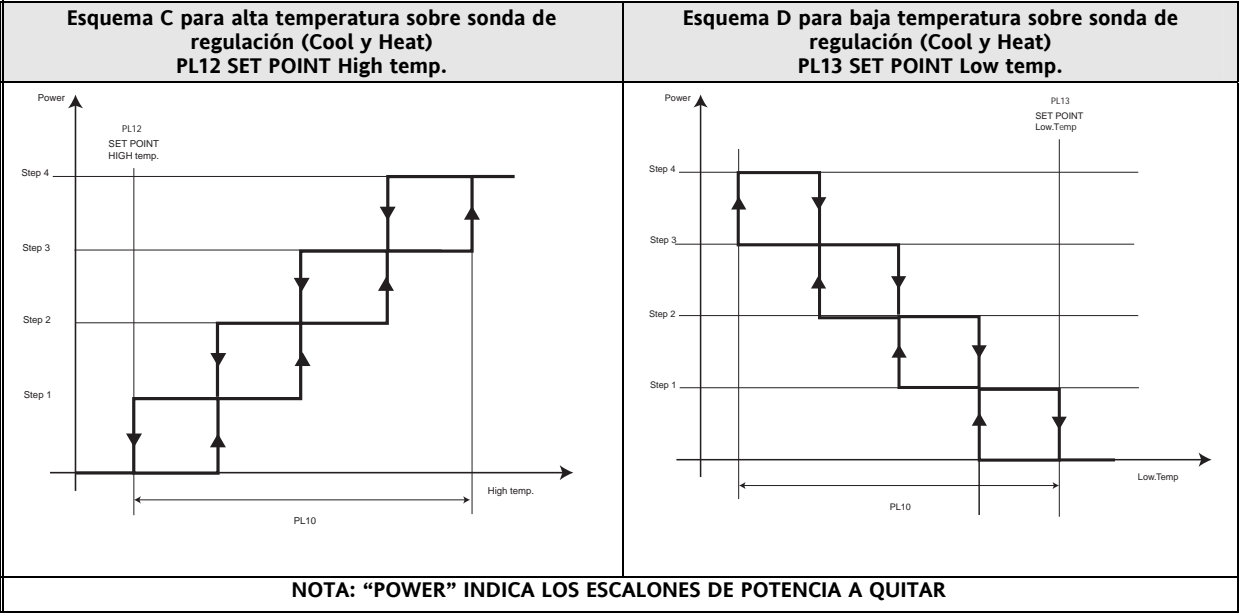 Esquema C para alta temperatura sobre sonda de
regulación (Cool y Heat)
PL12 SET POINT High temp.
Esquema D para baja temperatura sobre sonda de
regulación (Cool y Heat)
PL13 SET POINT Low temp.
Power
PL12
SET POINT
HIGH temp.
Step 4
Step 3
Step 2
Step 1
High temp.
PL10
Power
PL13
SET POINT
Low.Temp
Step 4
Step 3
Step 2
Step 1
Low.Temp
PL10
NOTA: “POWER” INDICA LOS ESCALONES DE POTENCIA A QUITAR